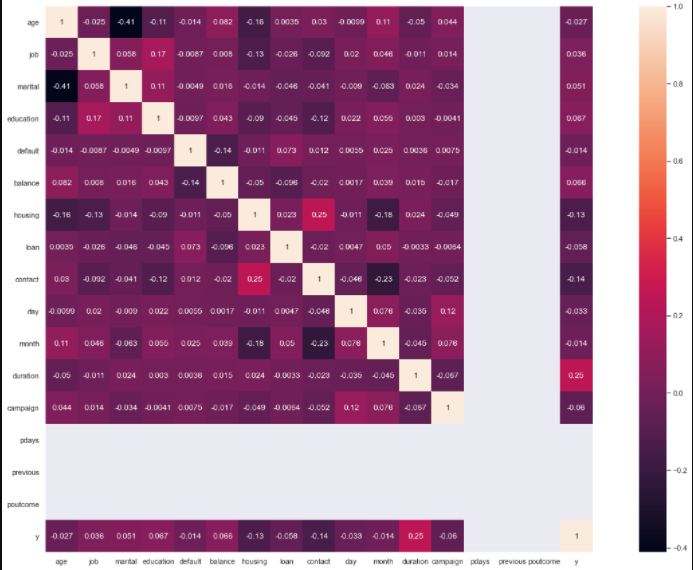 1.0
age 1 -0.025 -0.41 -0.11 -0.014 0.082 -0.16 0.0035 0.03 -0.0099 0.11 -0.05 0.044 -0.027
job -0.025 1 0.058 0.17 -0.0087 0.008 -0.13 -0.026 -0.092 0.02 0.046 -0.011 0.014 0.036
0.8
marital -0.41 0.058 1 0.11 -0.0049 0.016 -0.014 -0.046 -0.041 -0.009 -0.063 0.024 -0.034 0.051
education -0.11 0.17 0.11 1 -0.0097 0.043 -0.09 -0.045 -0.12 0.022 0.055 0.003 -0.0041 0.067
default -0.014 -0.0087 -0.0049 -0.0097 1 -0.14 -0.011 0.073 0.012 0.0055 0.025 0.0036 0.0075 -0.014
0.6
balance 0.082 0.008 0.016 0.043 -0.14 1 -0.05 -0.096 -0.02 0.0017 0.039 0.015 -0.017 0.066
housing -0.16 -0.13 -0.014 -0.09 -0.011 -0.05 1 0.023 0.25 -0.011 -0.18 0.024 -0.049 -0.13
0.4
loan 0.0035 -0.026 -0.046 -0.045 0.073 -0.096 0.023 1 -0.02 0.0047 0.05 -0.0033 -0.0064 -0.058
contact 0.03 -0.092 -0.041 -0.12 0.012 -0.02 0.25 -0.02 1 -0.046 -0.23 -0.023 -0.052 -0.14
day -0.0099 0.02 -0.009 0.022 0.0055 0.0017 -0.011 0.0047 -0.046 1 0.076 -0.035 0.12 -0.033
0.2
month 0.11 0.046 -0.063 0.055 0.025 0.039 -0.18 0.05 -0.23 0.076 1 -0.045 0.076 -0.014
duration -0.05 -0.011 0.024 0.003 0.0036 0.015 0.024 -0.0033 -0.023 -0.035 -0.045 1 -0.067 0.25
0.0
campaign 0.044 0.014 -0.034 -0.0041 0.0075 -0.017 -0.049 -0.0064 -0.052 0.12 0.076 -0.067 1 -0.06
pdays
previous
-0.2
poutcome
y -0.027 0.036 0.051 0.067 -0.014 0.066 -0.13 -0.058 -0.14 -0.033 -0.014 0.25 -0.06 1
-0.4
age job marital education default balance housing loan contact day month duration campaign pdays previous poutcome y